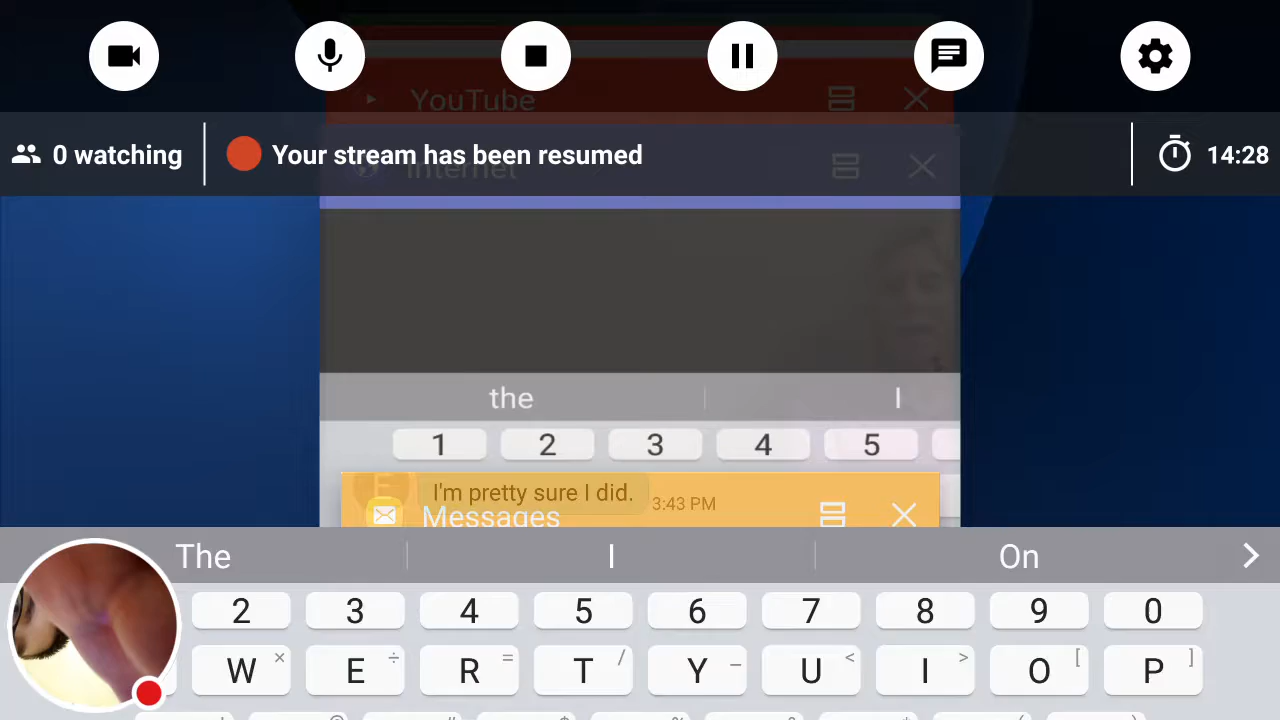 YouTube
0 watching
Your stream has been resumed
14:28
Internet
the I
1 2 3 4 5
I'm pretty sure I did. 3:43 PM
Messages
The I On
2 3 4 5 6 7 8 9 0
W × E ÷ R = T / Y _ U < I > O [ P ]